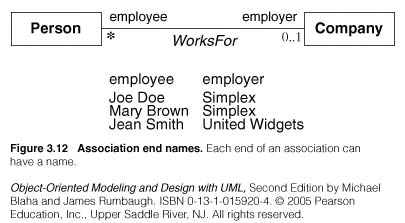 employee employer
Person Company
* WorksFor 0..1
employee employer
Joe Doe Simplex
Mary Brown Simplex
Jean Smith United Widgets
Figure 3.12 Association end names. Each end of an association can
have a name.
Object-Oriented Modeling and Design with UML, Second Edition by Michael
Blaha and James Rumbaugh. ISBN 0-13-1-015920-4. © 2005 Pearson
Education, Inc., Upper Saddle River, NJ. All rights reserved.